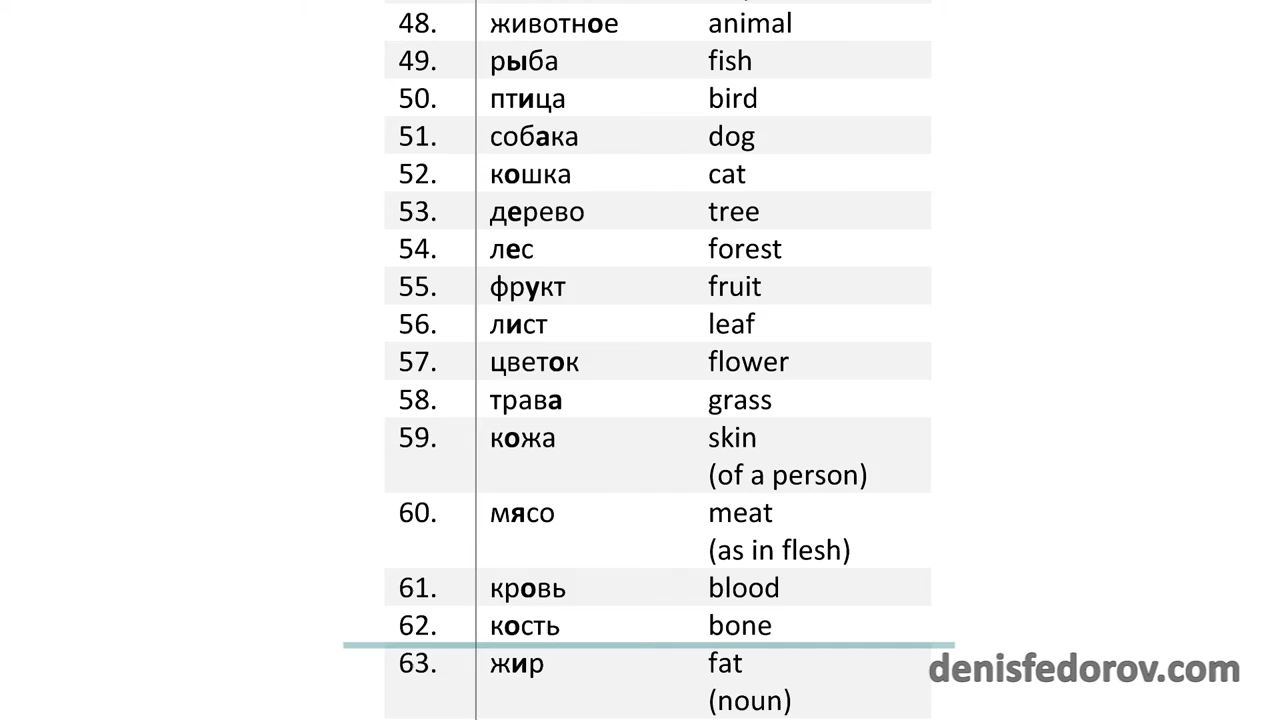 48. животное animal
49. рыба fish
50. птица bird
51. собака dog
52. кошка cat
53. дерево tree
54. лес forest
55. фрукт fruit
56. лист leaf
57. цветок flower
58. трава grass
59. кожа skin
(of a person)
60. мясо meat
(as in flesh)
61. кровь blood
62. кость bone
63. жир fat
(noun)
denisfedorov.com